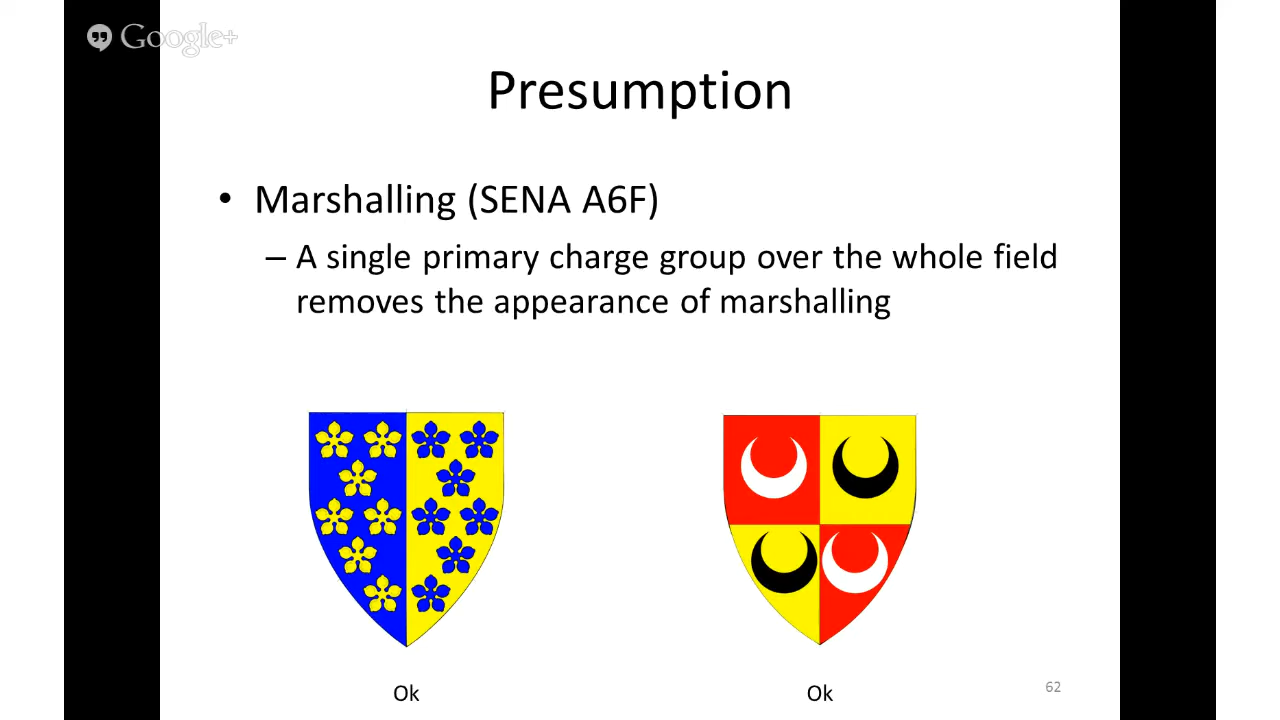 Google+
Presumption
• Marshalling (SENA A6F)
– A single primary charge group over the whole field
removes the appearance of marshalling
Ok
Ok
62